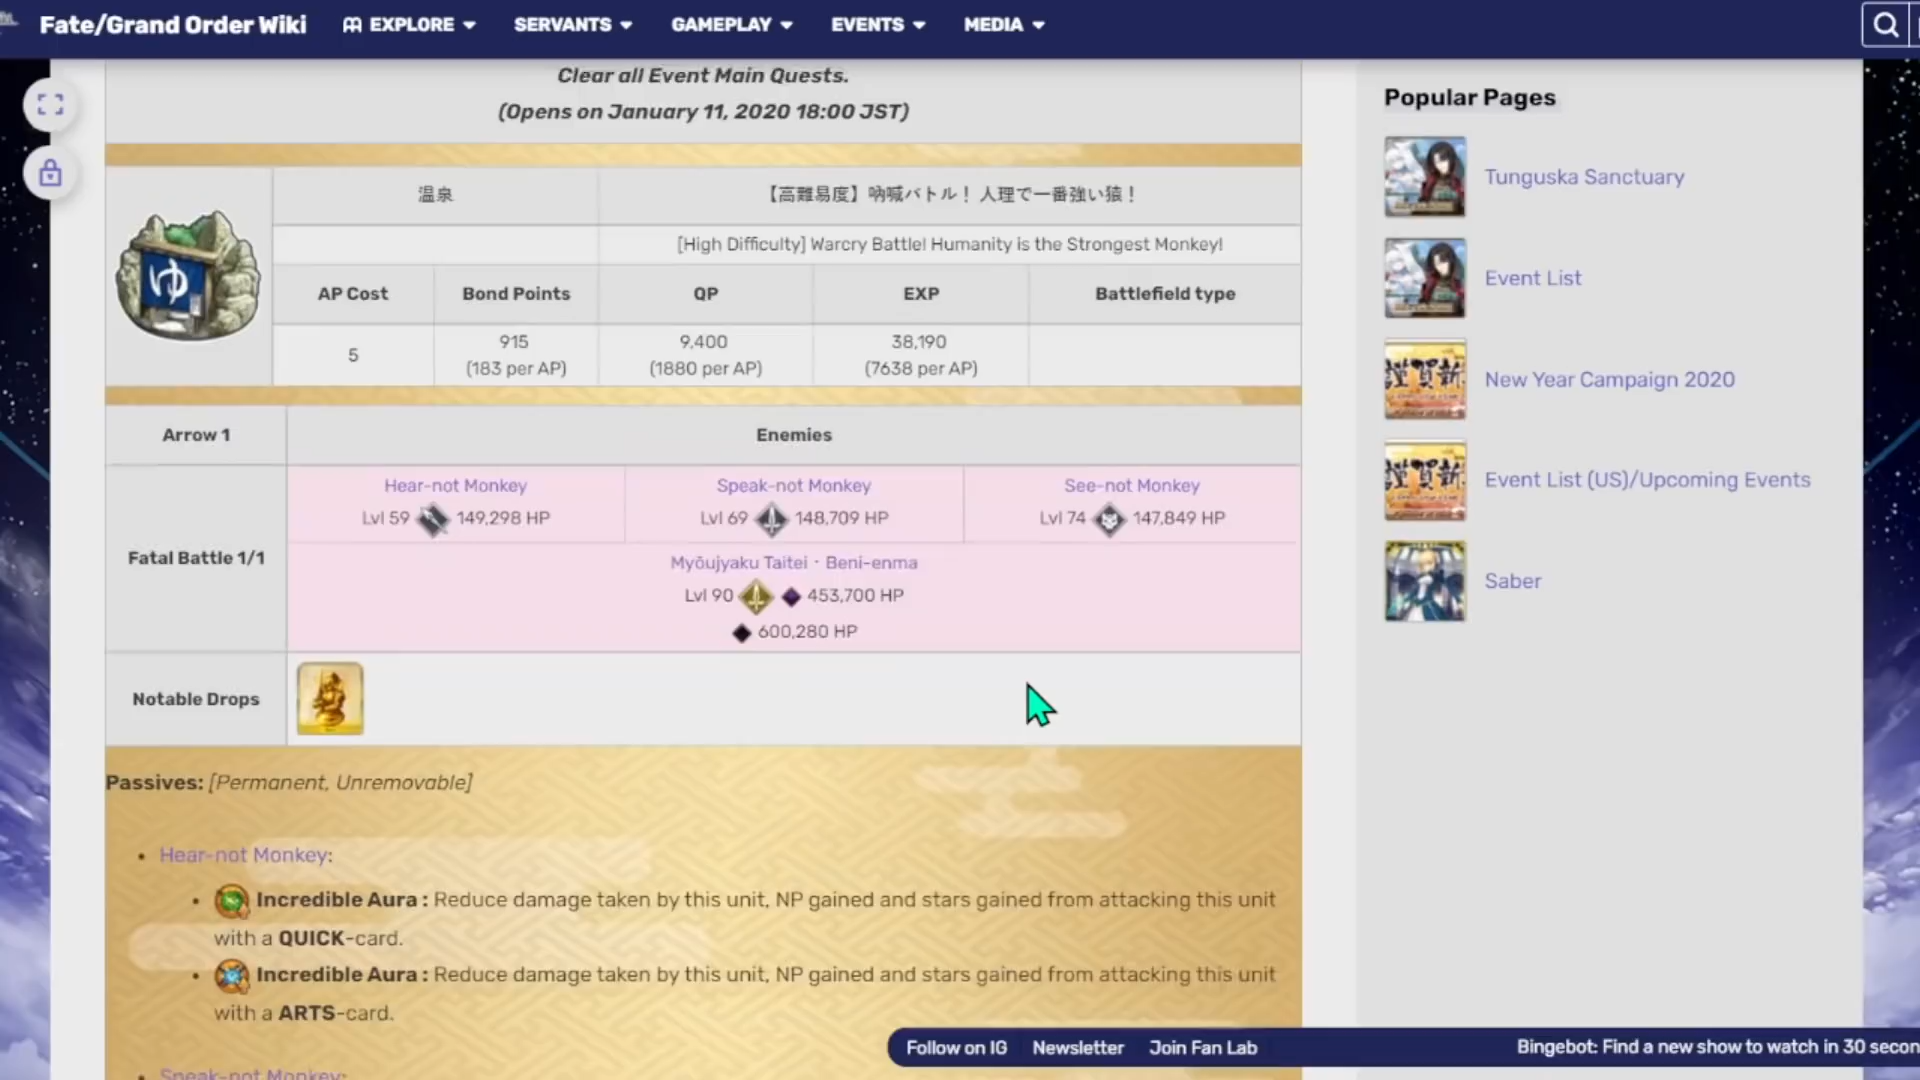 Fate/Grand Order Wiki
EXPLORE
SERVANTS
GAMEPLAY
EVENTS
MEDIA
Clear all Event Main Quests.
(Opens on January 11, 2020 18:00 JST)
温泉
【高難易度】吶喊バトル！人理で一番強い猿！
[High Difficulty] Warcry Battle! Humanity is the Strongest Monkey!
ゆ
AP Cost
Bond Points
QP
EXP
Battlefield type
5
915
(183 per AP)
9,400
(1880 per AP)
38,190
(7638 per AP)
Arrow 1
Enemies
Fatal Battle 1/1
Hear-not Monkey
Lvl 59 149,298 HP
Speak-not Monkey
Lvl 69 148,709 HP
See-not Monkey
Lvl 74 147,849 HP
Myōujyaku Taitei・Beni-enma
Lvl 90 453,700 HP
600,280 HP
Notable Drops
Passives: [Permanent, Unremovable]
Hear-not Monkey:
Incredible Aura : Reduce damage taken by this unit, NP gained and stars gained from attacking this unit
with a QUICK-card.
Incredible Aura : Reduce damage taken by this unit, NP gained and stars gained from attacking this unit
with a ARTS-card.
Speak-not Monkey:
Popular Pages
Tunguska Sanctuary
Event List
New Year Campaign 2020
Event List (US)/Upcoming Events
Saber
Follow on IG
Newsletter
Join Fan Lab
Bingebot: Find a new show to watch in 30 secon